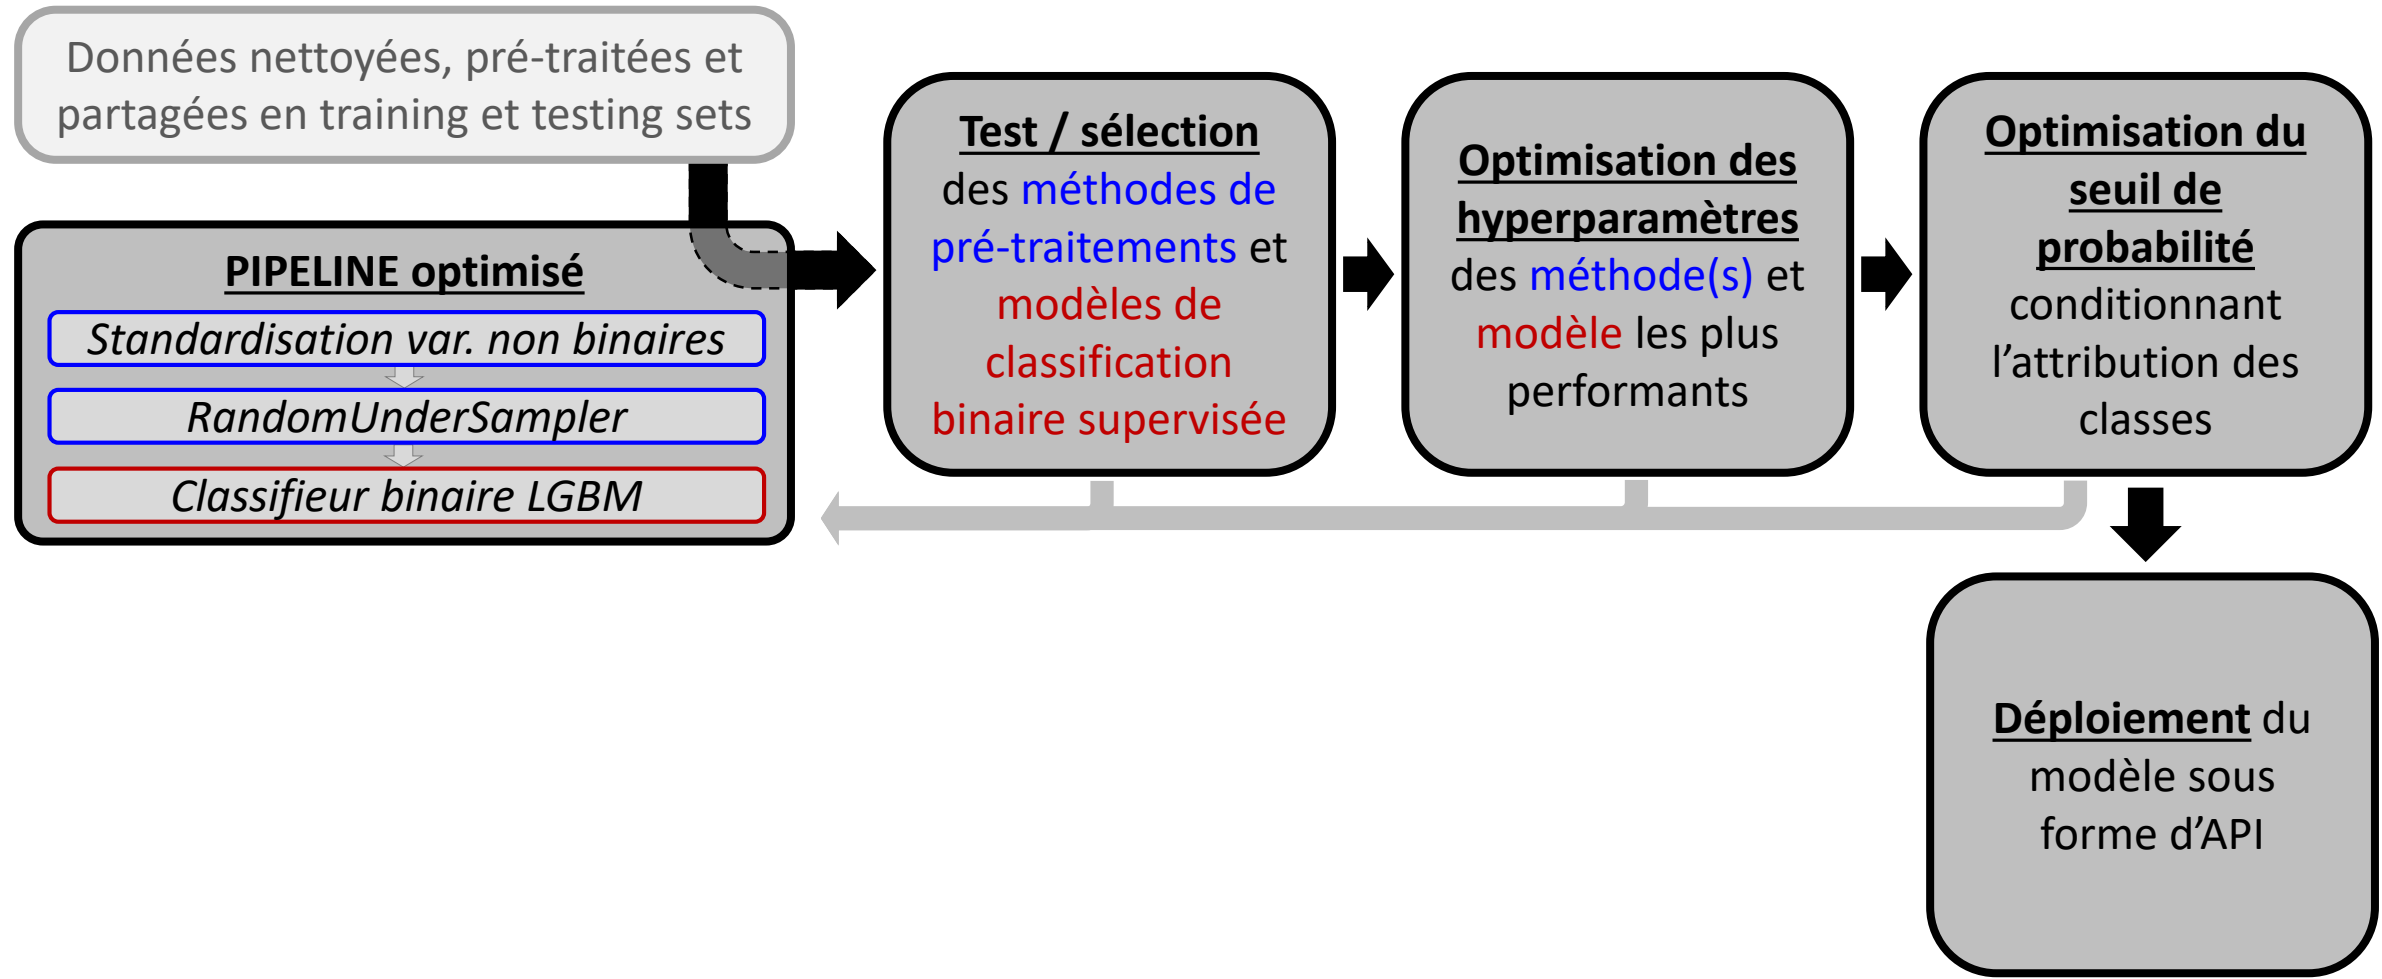 Données nettoyées, pré-traitées et
partagées en training et testing sets
PIPELINE optimisé
Standardisation var. non binaires
RandomUnderSampler
Classifieur binaire LGBM
Test / sélection
des méthodes de
pré-traitements et
modèles de
classification
binaire supervisée
Optimisation des
hyperparamètres
des méthode(s) et
modèle les plus
performants
Optimisation du
seuil de
probabilité
conditionnant
l’attribution des
classes
Déploiement du
modèle sous
forme d’API